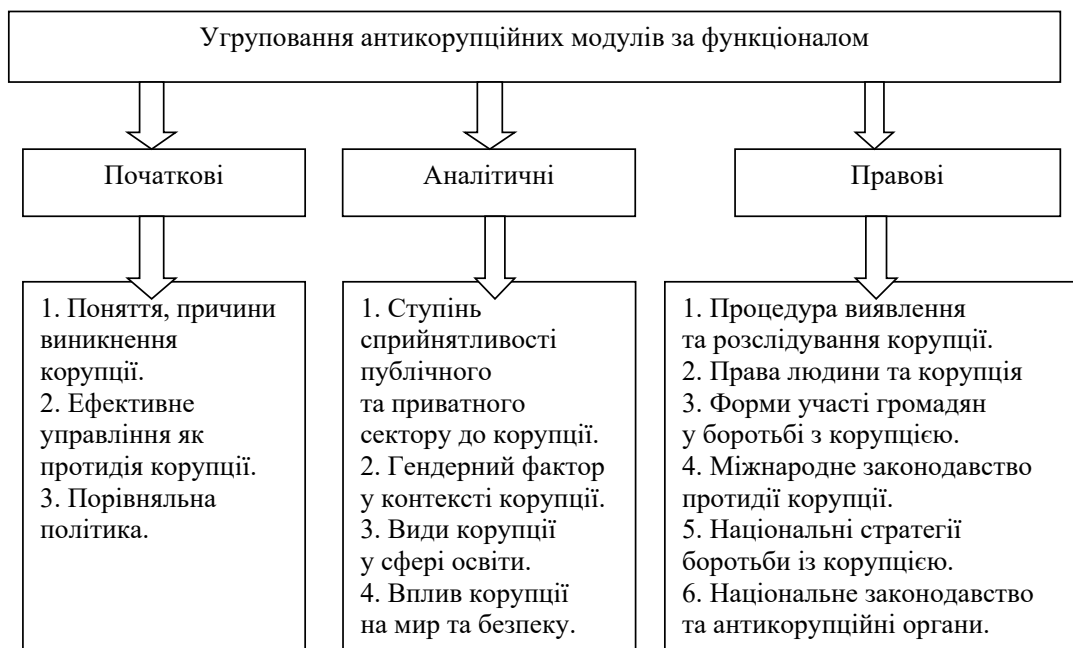 Угруповання антикорупційних модулів за функціоналом
Початкові
Аналітичні
Правові
1. Поняття, причини
виникнення
корупції.
2. Ефективне
управління як
протидія корупції.
3. Порівняльна
політика.
1. Ступінь
сприйнятливості
публічного
та приватного
сектору до корупції.
2. Гендерний фактор
у контексті корупції.
3. Види корупції
у сфері освіти.
4. Вплив корупції
на мир та безпеку.
1. Процедура виявлення
та розслідування корупції.
2. Права людини та корупція
3. Форми участі громадян
у боротьбі з корупцією.
4. Міжнародне законодавство
протидії корупції.
5. Національні стратегії
боротьби із корупцією.
6. Національне законодавство
та антикорупційні органи.